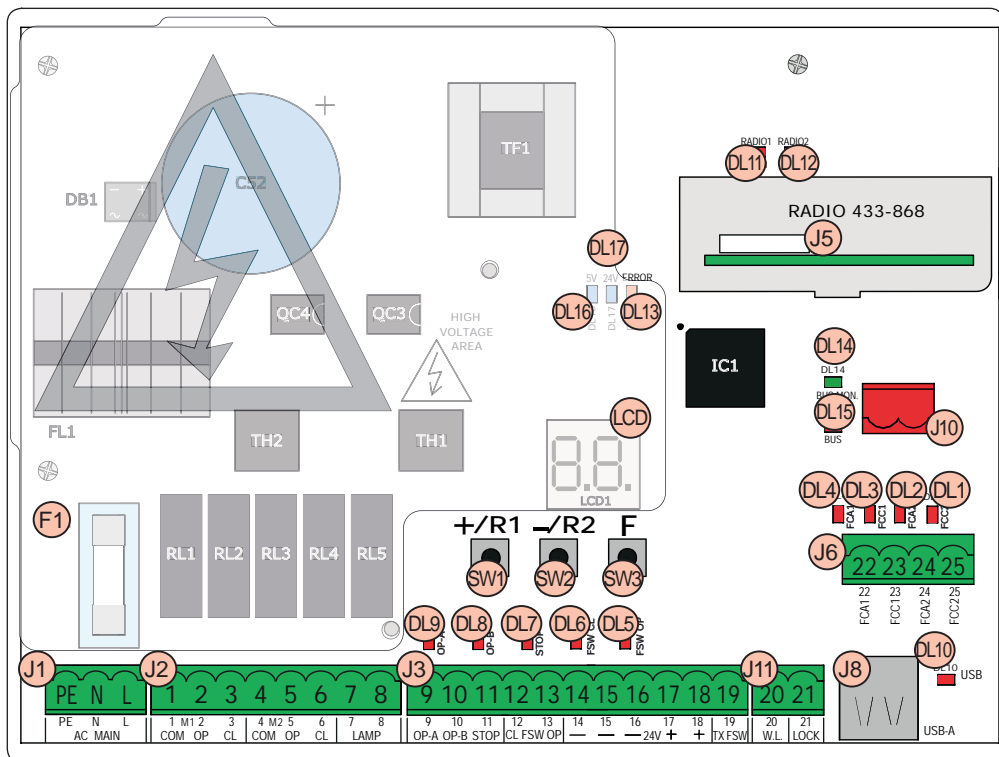 RADIO1 RADIO2
DL11 DL12
TF1
C52
+
DB1
RADIO 433-868
J5
DL17
5V 24V ERROR
DL16 DL13
DL 17
QC4 QC3
HIGH
VOLTAGE
AREA
IC1
DL14
DL14
BUS MON.
DL15
BUS
J10
FL1
TH2 TH1
LCD
8.8.
LCD1
DL4 DL3 DL2 DL1
FCA1 FCC1 FCA2 FCC2
F1
RL1 RL2 RL3 RL4 RL5
+/R1 –/R2 F
SW1 SW2 SW3
J6
22 23 24 25
22 23 24 25
FCA1 FCC1 FCA2 FCC2
DL9 DL8 DL7 DL6 DL5
OP-A OP-B STOP FSW CL FSW OP
J1 J2 J3 J11 J8 DL10
DL10 USB
PE N L 1 2 3 4 5 6 7 8 9 10 11 12 13 14 15 16 17 18 19 20 21
PE N L 1 M1 2 3 4 M2 5 6 7 8 9 10 11 12 13 14 15 16 17 18 19 20 21
AC MAIN COM OP CL COM OP CL LAMP OP-A OP-B STOP CL FSW OP — — — 24V + + TX FSW W.L. LOCK
USB-A